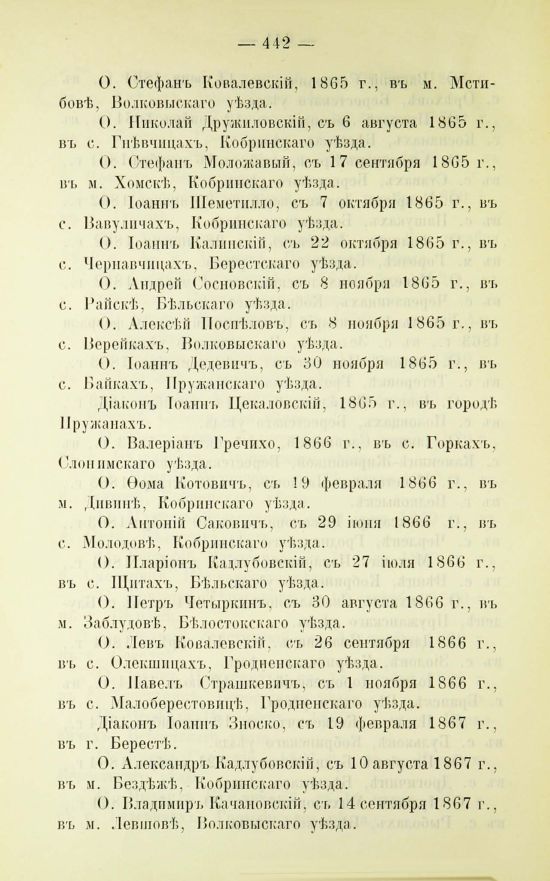 — 442 —
О. Стефанъ Ковалевскій, 1865 г., въ м. Мсти-
бовѣ, Волковыскаго уѣзда.
О. Николай Дружиловскій, съ 6 августа 1865 г.,
въ с. Гнѣвчицахъ, Кобринскаго уѣзда.
О. Стефанъ Моложавый, съ 17 сентября 1865 г.,
въ м. Хомскѣ, Кобринскаго уѣзда.
О. Іоаннъ Шеметилло, съ 7 октября 1865 г., въ
с. Вавуличахъ, Кобринскаго уѣзда.
О. Іоаннъ Калинскій, съ 22 октября 1865 г., въ
с. Чернавчицахъ, Берестскаго уѣзда.
О. Андрей Сосновскій, съ 8 ноября 1865 г., въ
с. Райскѣ, Бѣльскаго уѣзда.
О. Алексѣй Поспѣловъ, съ 8 ноября 1865 г., въ
с. Верейкахъ, Волковыскаго уѣзда.
О. Іоаннъ Дедевичъ, съ 30 ноября 1865 г., въ
с. Байкахъ, Пружанскаго уѣзда.
Діаконъ Іоаннъ Цекаловскій, 1865 г., въ городѣ
Пружанахъ.
О. Валеріанъ Гречихо, 1866 г., въ с. Горкахъ,
Слонимскаго уѣзда.
О. Ѳома Котовичъ, съ 19 февраля 1866 г., въ
м. Дивинѣ, Кобринскаго уѣзда.
О. Антоній Саковичъ, съ 29 іюня 1866 г., въ
с. Молодовѣ, Кобринскаго уѣзда.
О. Иларіонъ Кадлубовскій, съ 27 іюля 1866 г.,
въ с. Щитахъ, Бѣльскаго уѣзда.
О. Петръ Четыркинъ, съ 30 августа 1866 г., въ
м. Заблудовѣ, Бѣлостокскаго уѣзда.
О. Левъ Ковалевскій, съ 26 сентября 1866 г.,
въ с. Олекшицахъ, Гродненскаго уѣзда.
О. Павелъ Страшкевичъ, съ 1 ноября 1866 г.,
въ с. Малоберестовицѣ, Гродненскаго уѣзда.
Діаконъ Іоаннъ Зноско, съ 19 февраля 1867 г.,
въ г. Берестѣ.
О. Александръ Кадлубовскій, съ 10 августа 1867 г.,
въ м. Бездѣжѣ, Кобринскаго уѣзда.
О. Владимиръ Качановскій, съ 14 сентября 1867 г.,
въ м. Левшовѣ, Волковыскаго уѣзда.